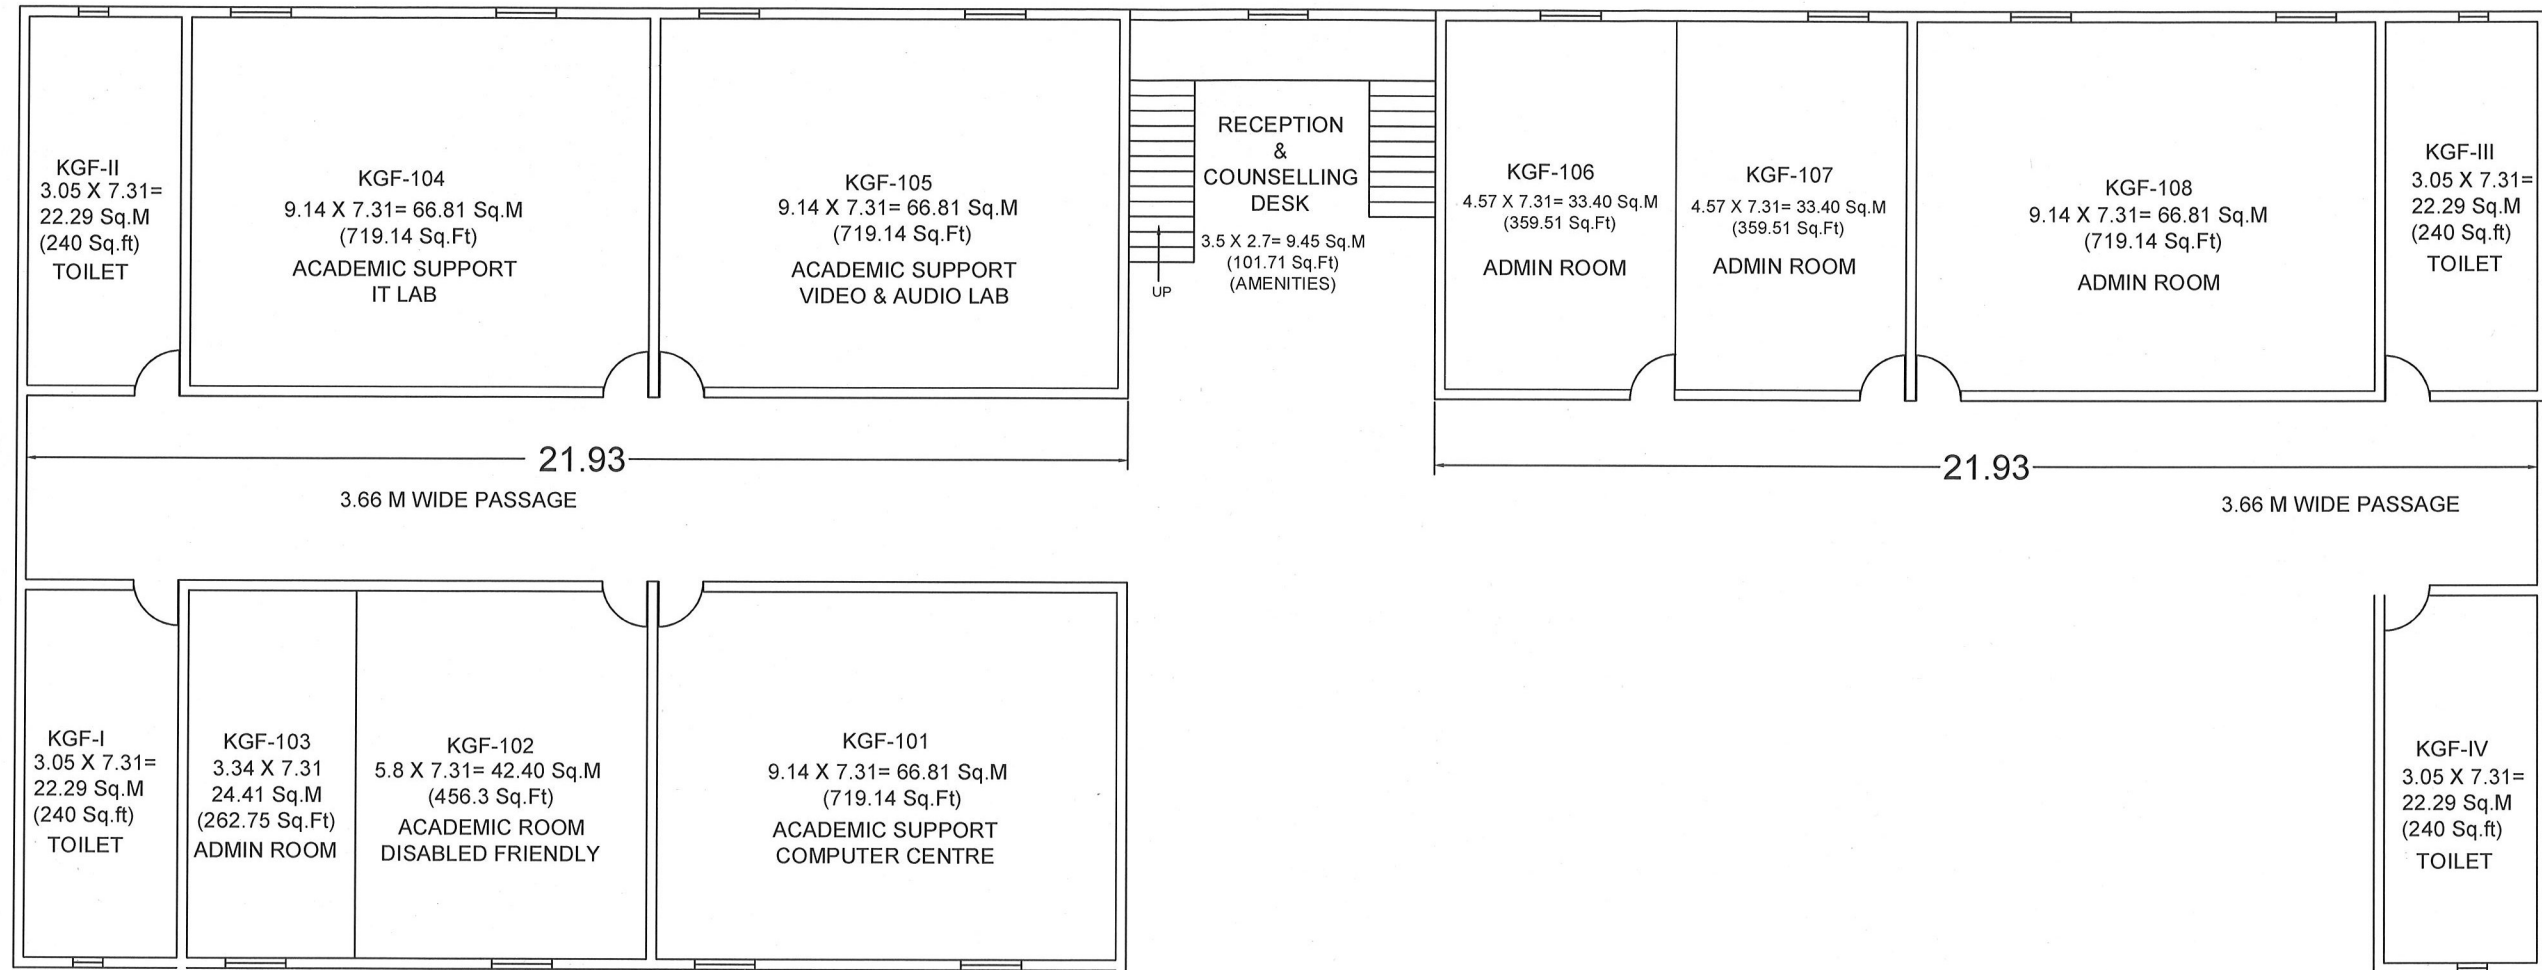 KGF-II
3.05 X 7.31=
22.29 Sq.M
(240 Sq.ft)
TOILET
KGF-104
9.14 X 7.31= 66.81 Sq.M
(719.14 Sq.Ft)
ACADEMIC SUPPORT
IT LAB
KGF-105
9.14 X 7.31= 66.81 Sq.M
(719.14 Sq.Ft)
ACADEMIC SUPPORT
VIDEO & AUDIO LAB
UP
RECEPTION
&
COUNSELLING
DESK
3.5 X 2.7= 9.45 Sq.M
(101.71 Sq.Ft)
(AMENITIES)
KGF-106
4.57 X 7.31= 33.40 Sq.M
(359.51 Sq.Ft)
ADMIN ROOM
KGF-107
4.57 X 7.31= 33.40 Sq.M
(359.51 Sq.Ft)
ADMIN ROOM
KGF-108
9.14 X 7.31= 66.81 Sq.M
(719.14 Sq.Ft)
ADMIN ROOM
KGF-III
3.05 X 7.31=
22.29 Sq.M
(240 Sq.ft)
TOILET
21.93
21.93
3.66 M WIDE PASSAGE
3.66 M WIDE PASSAGE
KGF-I
3.05 X 7.31=
22.29 Sq.M
(240 Sq.ft)
TOILET
KGF-103
3.34 X 7.31
24.41 Sq.M
(262.75 Sq.Ft)
ADMIN ROOM
KGF-102
5.8 X 7.31= 42.40 Sq.M
(456.3 Sq.Ft)
ACADEMIC ROOM
DISABLED FRIENDLY
KGF-101
9.14 X 7.31= 66.81 Sq.M
(719.14 Sq.Ft)
ACADEMIC SUPPORT
COMPUTER CENTRE
KGF-IV
3.05 X 7.31=
22.29 Sq.M
(240 Sq.ft)
TOILET